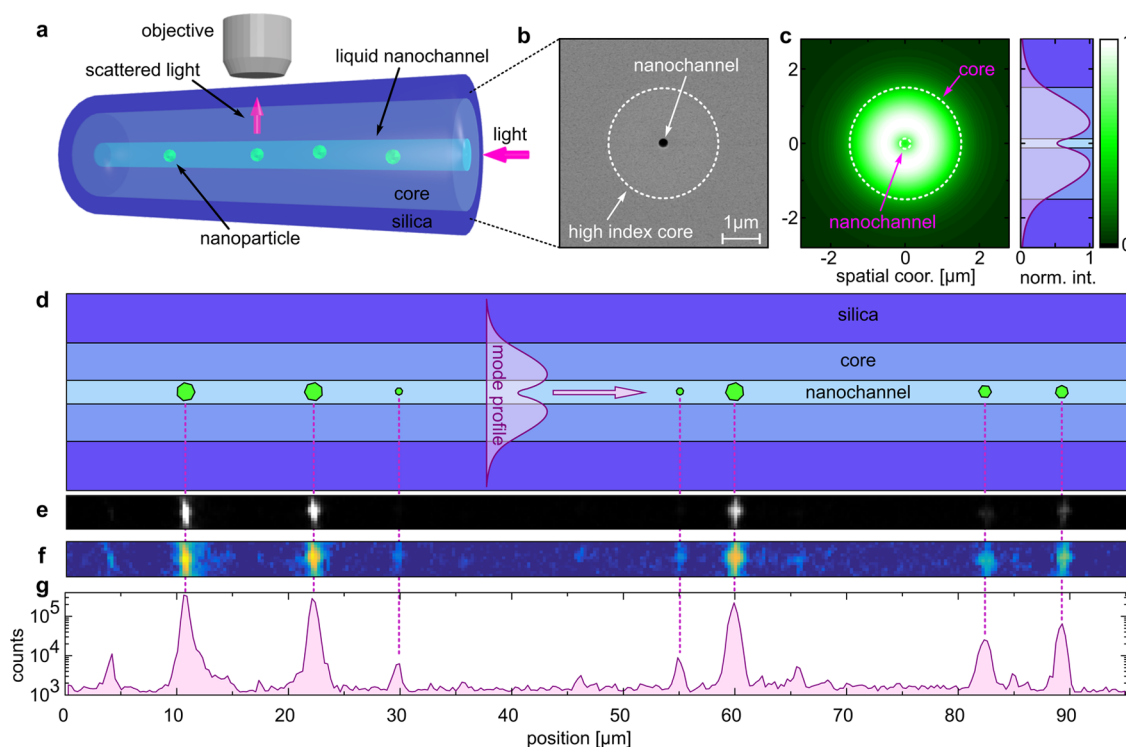 a
objective
scattered light
liquid nanochannel
light
core
silica
nanoparticle
b
nanochannel
high index core
1μm
c
2
0
-2
core
nanochannel
-2 0 2
spatial coor. [μm]
0 1
norm. int.
1
0
d
silica
core
nanochannel
mode profile
e
f
g
counts
10^5
10^4
10^3
0 10 20 30 40 50 60 70 80 90
position [μm]